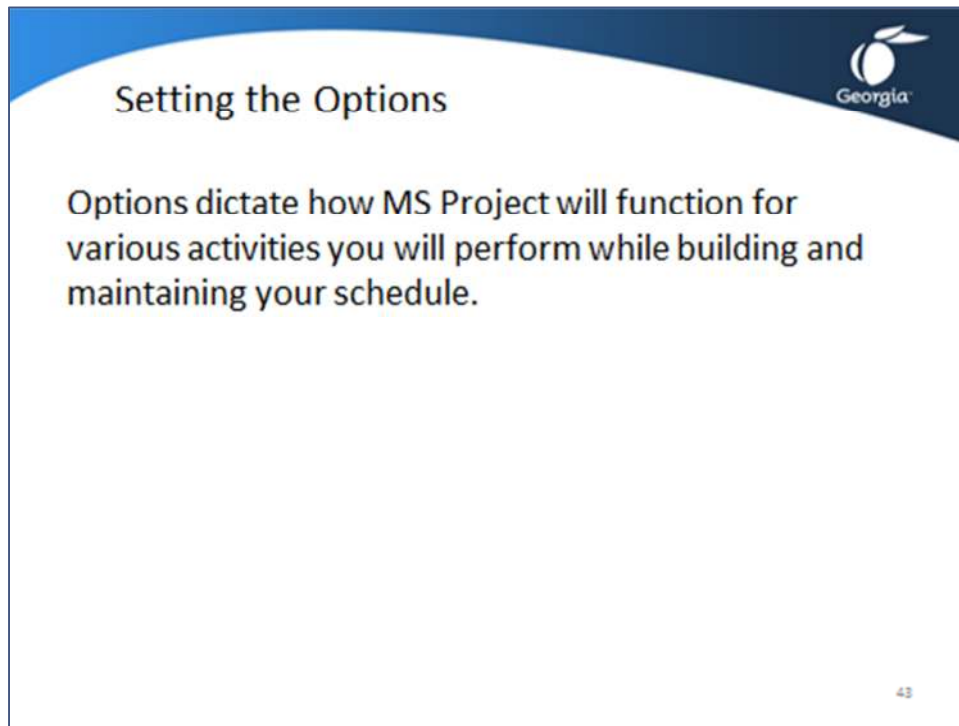 Georgia
Setting the Options
Options dictate how MS Project will function for
various activities you will perform while building and
maintaining your schedule.
43